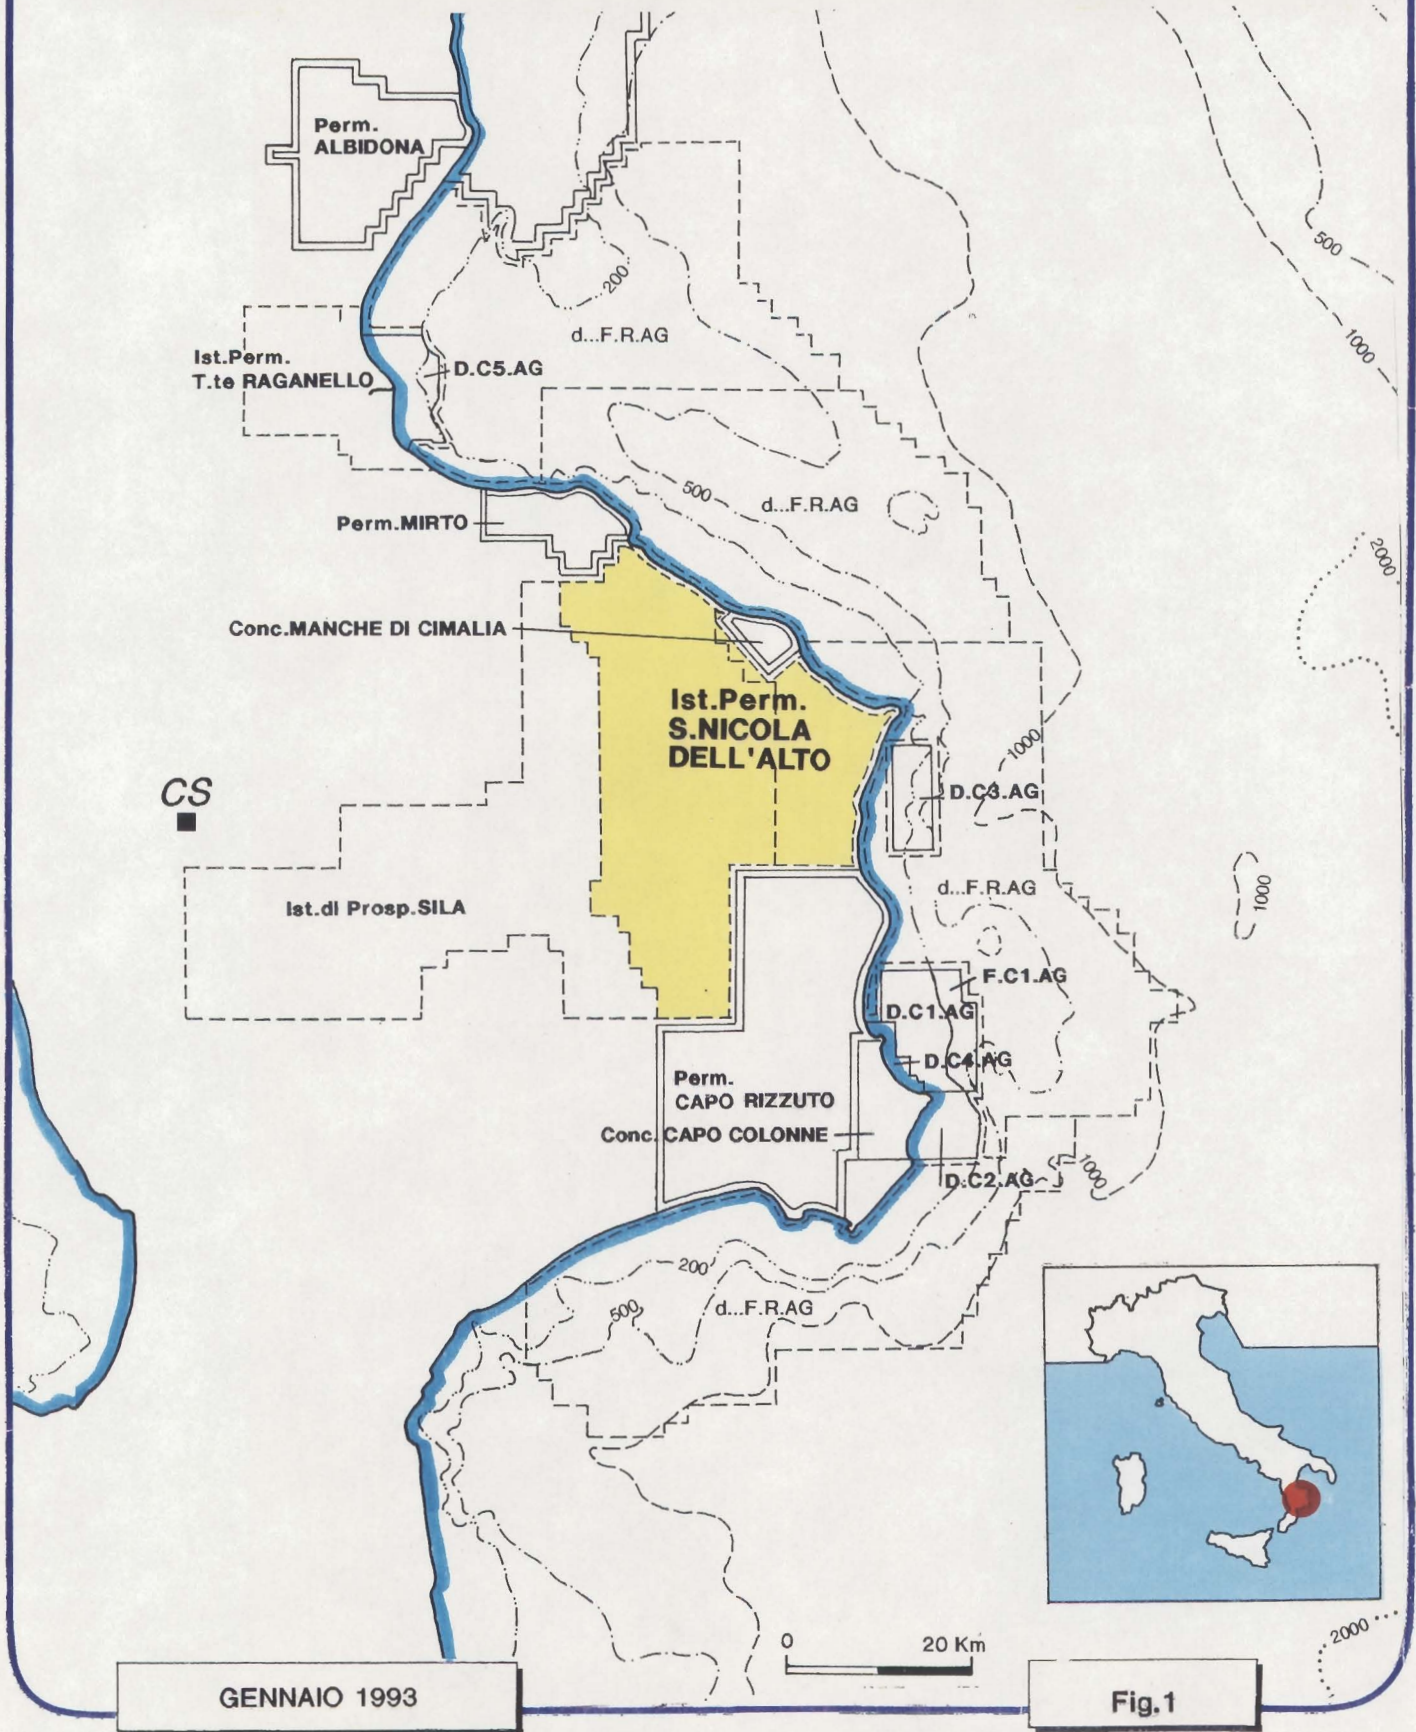 Perm.
ALBIDONA
200
500
d...F.R.AG
1000
Ist.Perm.
T.te RAGANELLO
D.C5.AG
500
d...F.R.AG
Perm.MIRTO
2000
Conc.MANCHE DI CIMALIA
Ist.Perm.
S.NICOLA
DELL'ALTO
1000
CS
D.C3.AG
d...F.R.AG
1000
Ist.di Prosp.SILA
F.C1.AG
D.C1.AG
D.C4.AG
Perm.
CAPO RIZZUTO
Conc.CAPO COLONNE
1000
D.C2.AG
200
500
d...F.R.AG
2000
0
20 Km
GENNAIO 1993
Fig.1